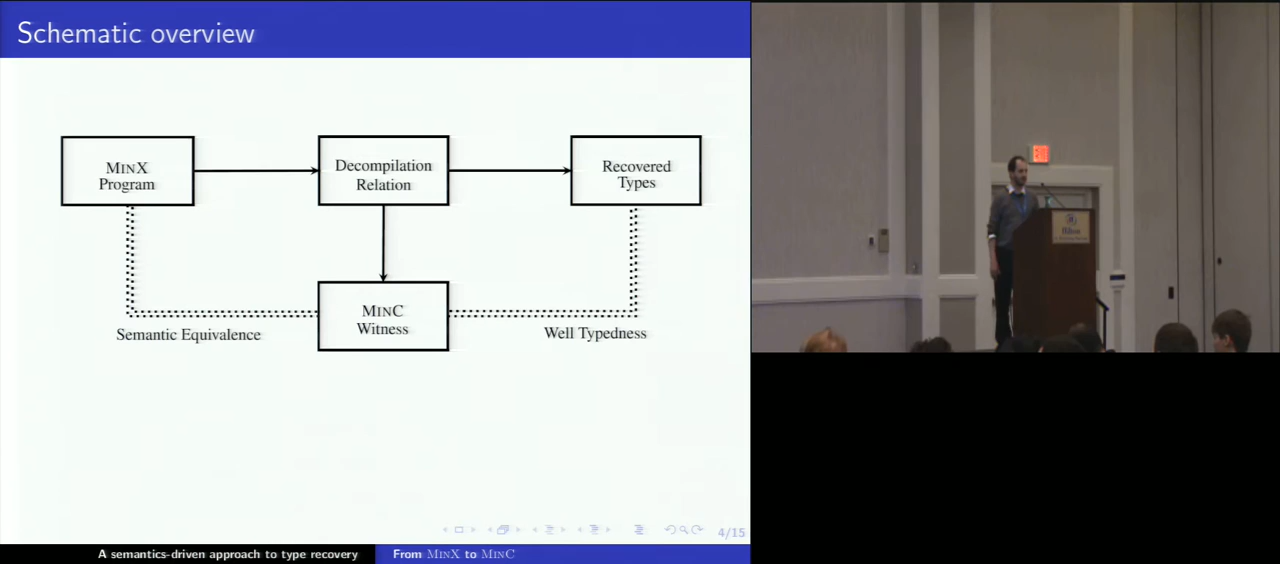 Schematic overview
MINX
Program
Decompilation
Relation
Recovered
Types
MINC
Witness
Semantic Equivalence
Well Typedness
4/15
A semantics-driven approach to type recovery
From MINX to MINC
Hilton